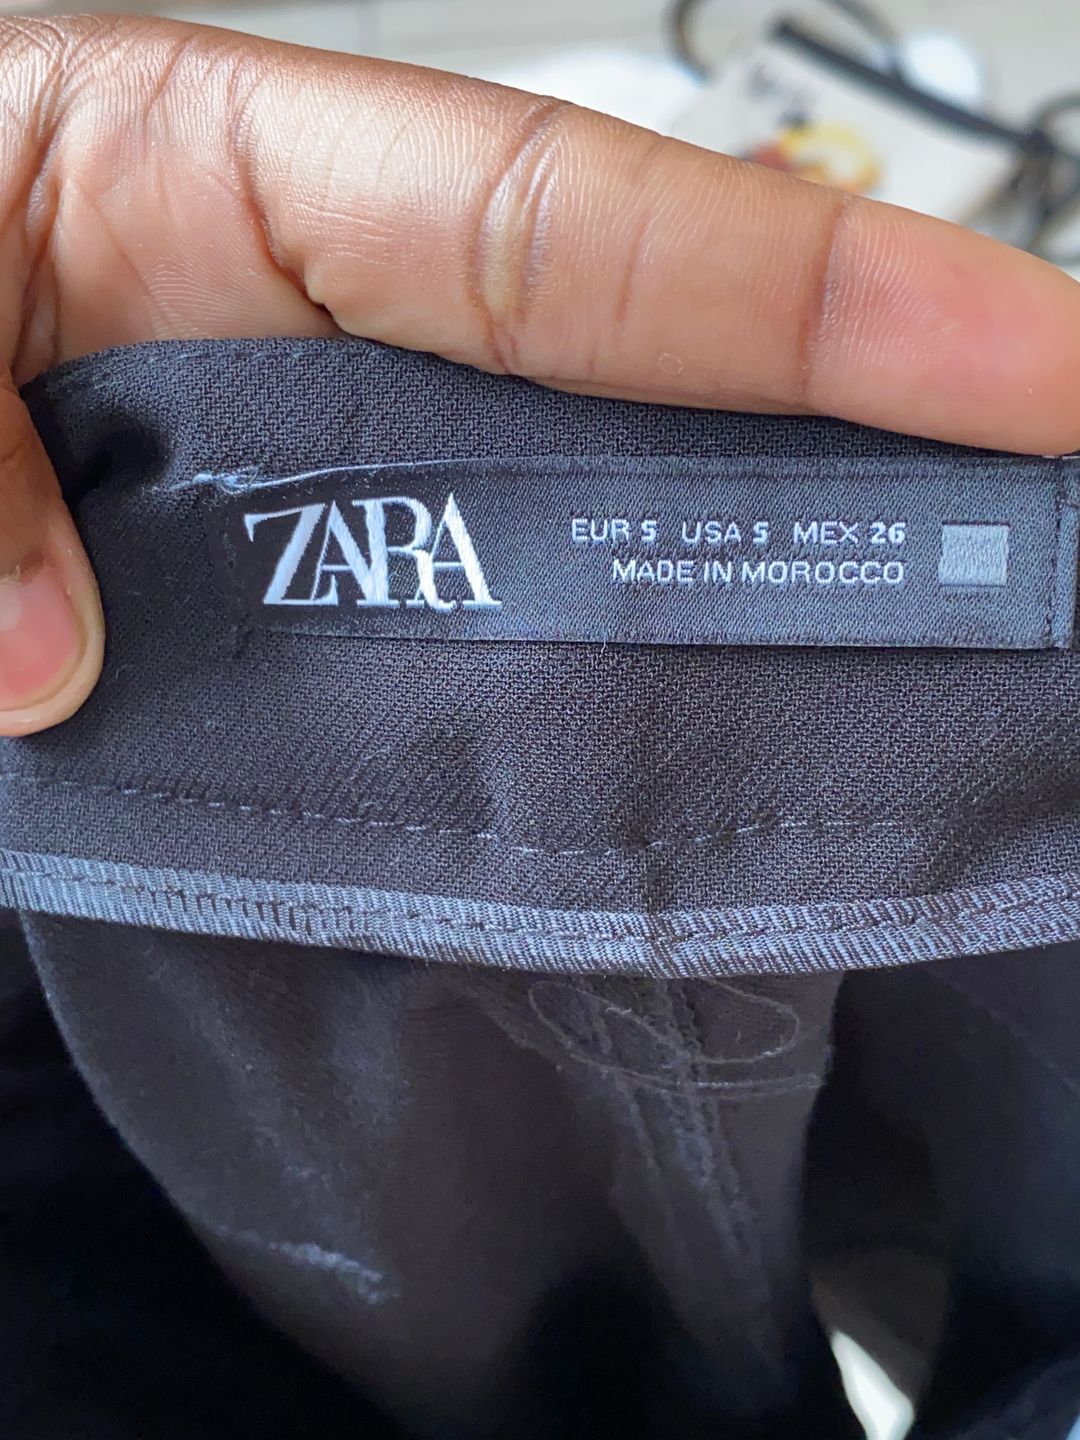 ZARA
EUR S USA S MEX 26
MADE IN MOROCCO